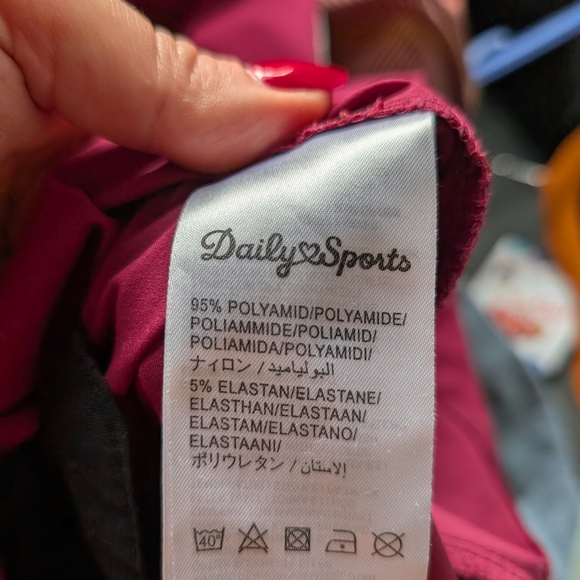 Daily Sports
95% POLYAMID/POLYAMIDE/
POLIAMMIDE/POLIAMID/
POLIAMIDA/POLYAMIDI/
ナイロン / البولياميد/
5% ELASTAN/ELASTANE/
ELASTHAN/ELASTAAN/
ELASTAM/ELASTANO/
ELASTAANI/
ポリウレタン / الاستان/
40°